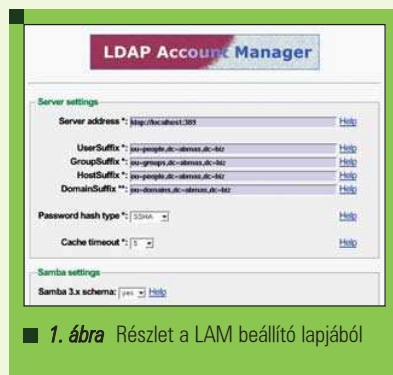 LDAP Account Manager
Server settings
Server address *: ldap://localhost:389 Help
UserSuffix *: ou=people,dc=abmas,dc=biz Help
GroupSuffix *: ou=groups,dc=abmas,dc=biz Help
HostSuffix *: ou=people,dc=abmas,dc=biz Help
DomainSuffix **: ou=domains,dc=abmas,dc=biz Help
Password hash type *: SSHA Help
Cache timeout *: 5 Help
Samba settings
Samba 3.x schema: yes Help
1. ábra Részlet a LAM beállító lapjából